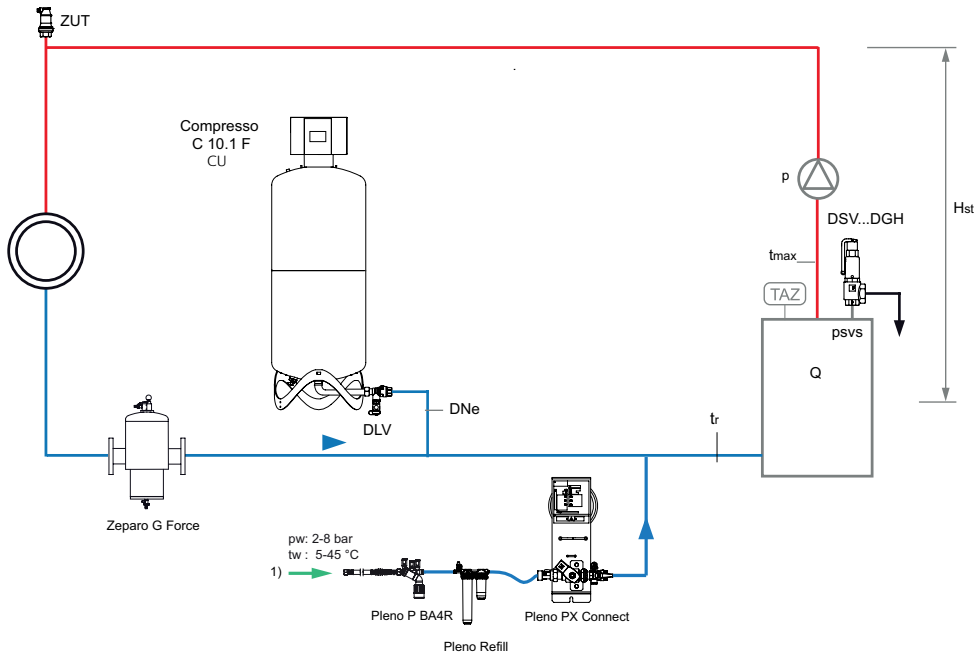 ZUT
Compresso
C 10.1 F
CU
p
Hst
DSV...DGH
tmax
TAZ
psvs
Q
DNe
DLV
tr
Zeparo G Force
pw: 2-8 bar
tw : 5-45 °C
1)
Pleno P BA4R
Pleno PX Connect
Pleno Refill